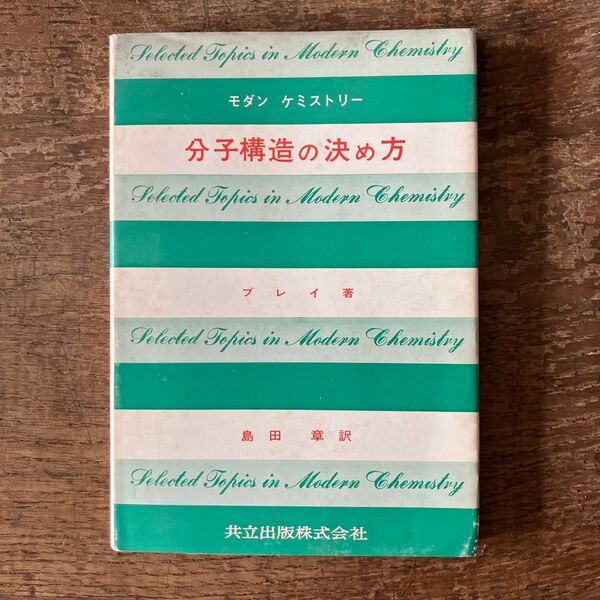 Selected Topics in Modern Chemistry
モダン ケミストリー
分子構造の決め方
Selected Topics in Modern Chemistry
ブレイ著
Selected Topics in Modern Chemistry
島田 章訳
Selected Topics in Modern Chemistry
共立出版株式会社